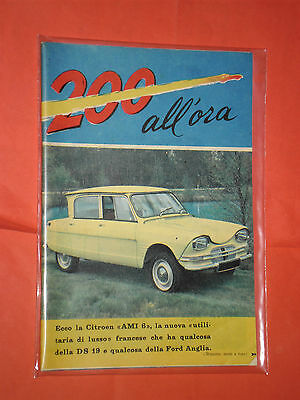 200
all'ora
Ecco la Citroen «AMI 6», la nuova «utili-
taria di lusso» francese che ha qualcosa
della DS 19 e qualcosa della Ford Anglia.